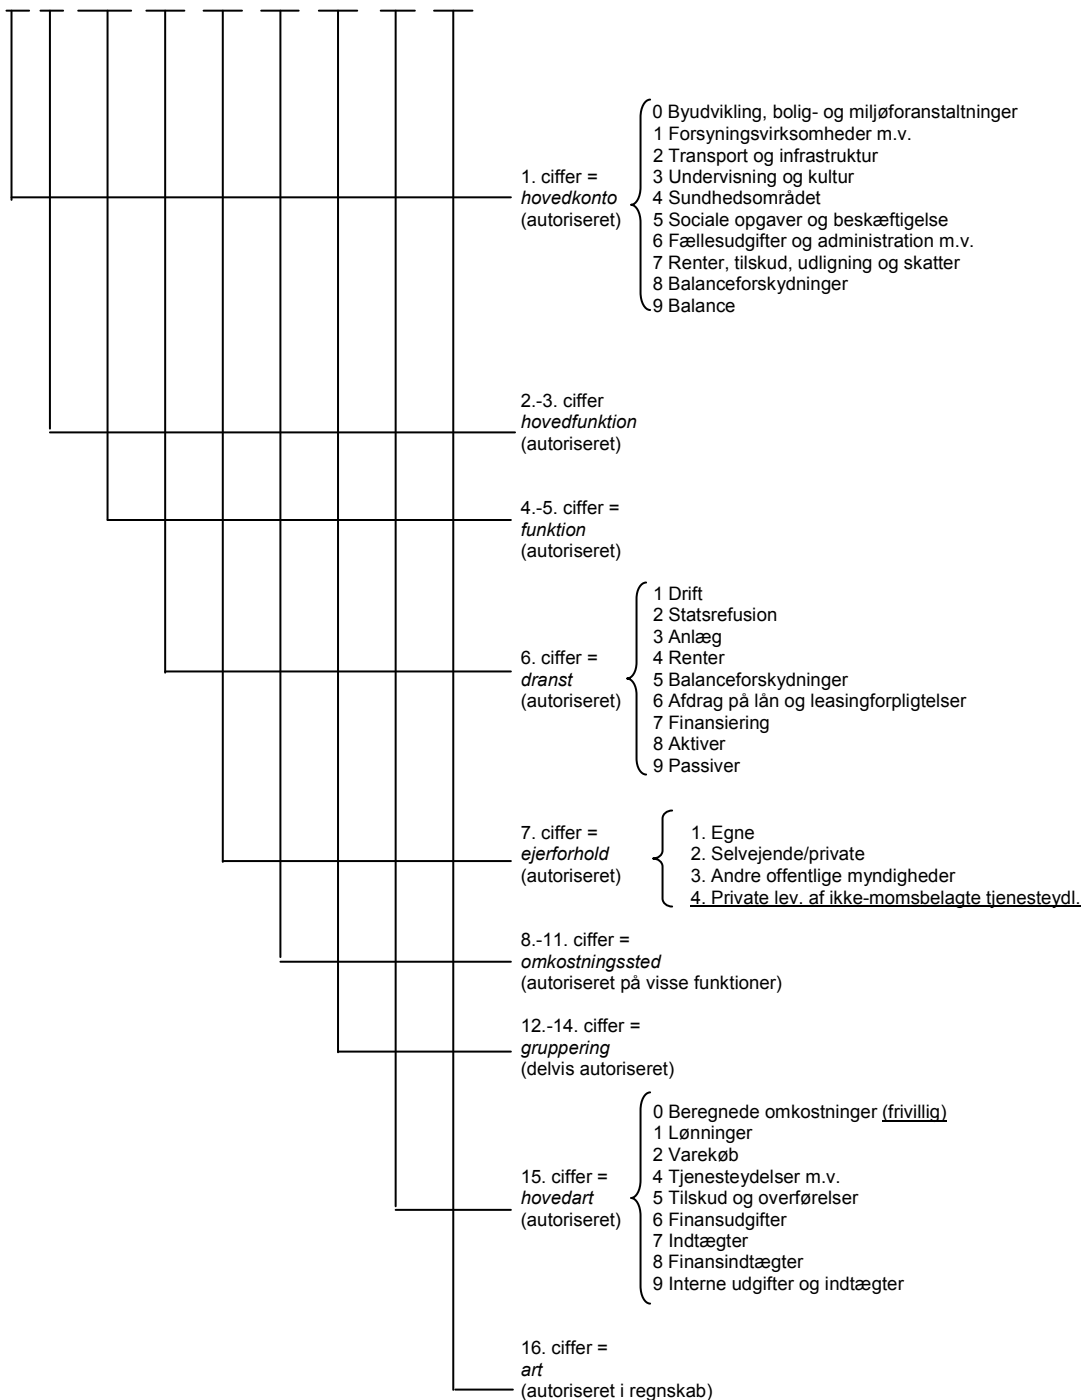 1. ciffer =
hovedkonto
(autoriseret)
0 Byudvikling, bolig- og miljøforanstaltninger
1 Forsyningsvirksomheder m.v.
2 Transport og infrastruktur
3 Undervisning og kultur
4 Sundhedsområdet
5 Sociale opgaver og beskæftigelse
6 Fællesudgifter og administration m.v.
7 Renter, tilskud, udligning og skatter
8 Balanceforskydninger
9 Balance
2.-3. ciffer
hovedfunktion
(autoriseret)
4.-5. ciffer =
funktion
(autoriseret)
6. ciffer =
dranst
(autoriseret)
1 Drift
2 Statsrefusion
3 Anlæg
4 Renter
5 Balanceforskydninger
6 Afdrag på lån og leasingforpligtelser
7 Finansiering
8 Aktiver
9 Passiver
7. ciffer =
ejerforhold
(autoriseret)
1. Egne
2. Selvejende/private
3. Andre offentlige myndigheder
4. Private lev. af ikke-momsbelagte tjenesteydl.
8.-11. ciffer =
omkostningssted
(autoriseret på visse funktioner)
12.-14. ciffer =
gruppering
(delvis autoriseret)
15. ciffer =
hovedart
(autoriseret)
0 Beregnede omkostninger (frivillig)
1 Lønninger
2 Varekøb
4 Tjenesteydelser m.v.
5 Tilskud og overførelser
6 Finansudgifter
7 Indtægter
8 Finansindtægter
9 Interne udgifter og indtægter
16. ciffer =
art
(autoriseret i regnskab)